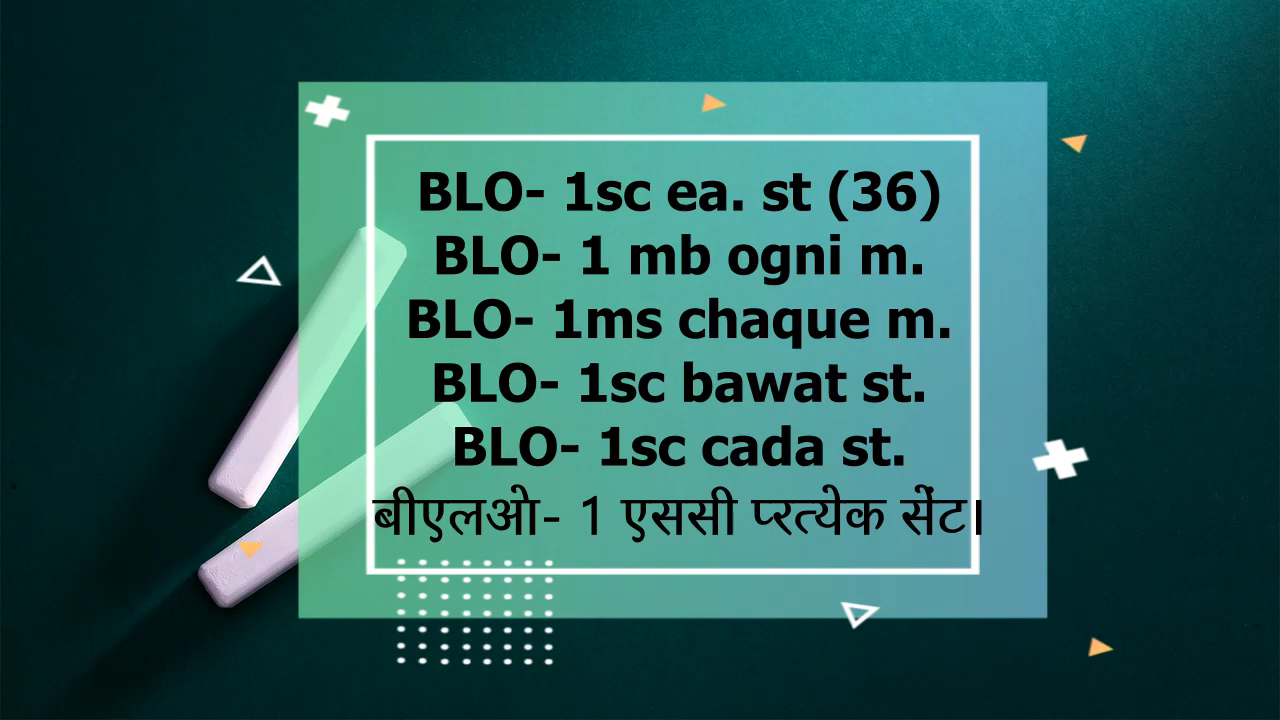 BLO- 1sc ea. st (36)
BLO- 1 mb ogni m.
BLO- 1ms chaque m.
BLO- 1sc bawat st.
BLO- 1sc cada st.
बीएलओ- 1 एससी प्रत्येक सेंट।